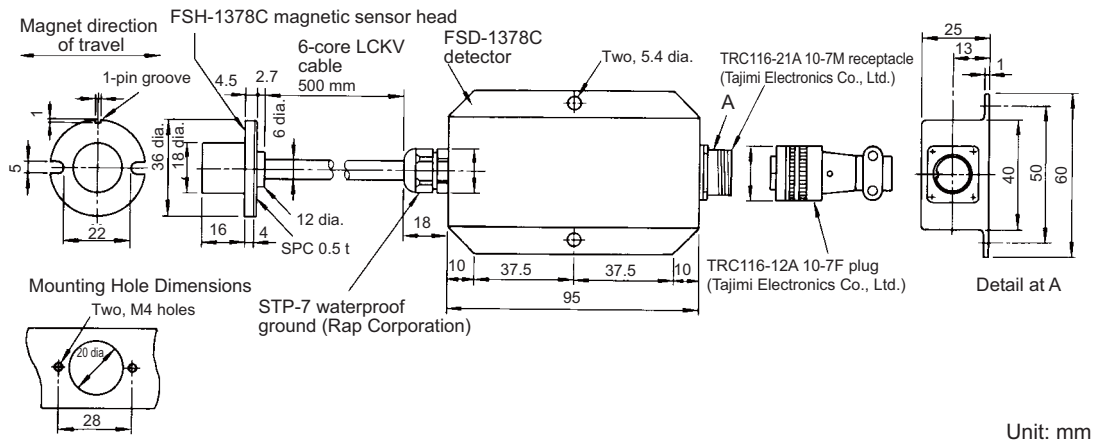 FSH-1378C magnetic sensor head
Magnet direction
of travel
1-pin groove
1
5
22
4.5
2.7
6-core LCKV
cable
500 mm
6 dia.
36 dia.
18 dia.
12 dia.
16
4
SPC 0.5 t
FSD-1378C
detector
Two, 5.4 dia.
A
TRC116-21A 10-7M receptacle
(Tajimi Electronics Co., Ltd.)
18
10
37.5
37.5
10
95
STP-7 waterproof
ground (Rap Corporation)
TRC116-12A 10-7F plug
(Tajimi Electronics Co., Ltd.)
25
13
1
40
50
60
Detail at A
Mounting Hole Dimensions
Two, M4 holes
20 dia.
28
Unit: mm